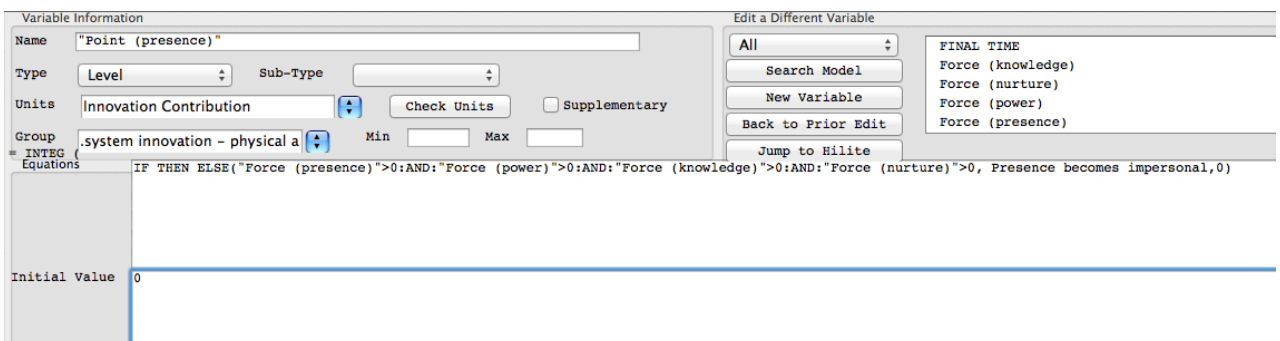 Variable Information
Edit a Different Variable
Name "Point (presence)"
Type Level Sub-Type
Units Innovation Contribution Check Units Supplementary
Group .system innovation - physical a Min Max
= INTEG (
Equations IF THEN ELSE("Force (presence)">0:AND:"Force (power)">0:AND:"Force (knowledge)">0:AND:"Force (nurture)">0, Presence becomes impersonal,0)
Initial Value 0
All
Search Model
New Variable
Back to Prior Edit
Jump to Hilite
FINAL TIME
Force (knowledge)
Force (nurture)
Force (power)
Force (presence)